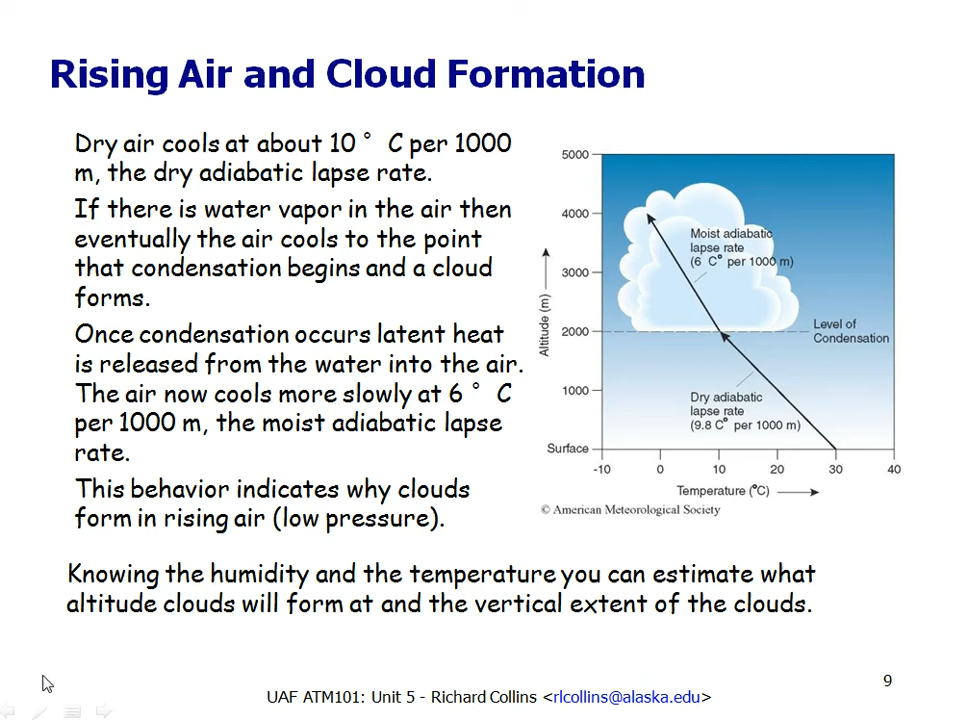 Rising Air and Cloud Formation
Dry air cools at about 10 ° C per 1000
m, the dry adiabatic lapse rate.
If there is water vapor in the air then
eventually the air cools to the point
that condensation begins and a cloud
forms.
Once condensation occurs latent heat
is released from the water into the air.
The air now cools more slowly at 6 ° C
per 1000 m, the moist adiabatic lapse
rate.
This behavior indicates why clouds
form in rising air (low pressure).
5000
4000
3000
2000
1000
Surface
Altitude (m)
Moist adiabatic
lapse rate
(6 C° per 1000 m)
Level of
Condensation
Dry adiabatic
lapse rate
(9.8 C° per 1000 m)
-10 0 10 20 30 40
Temperature (°C)
© American Meteorological Society
Knowing the humidity and the temperature you can estimate what
altitude clouds will form at and the vertical extent of the clouds.
9
UAF ATM101: Unit 5 - Richard Collins <rlcollins@alaska.edu>